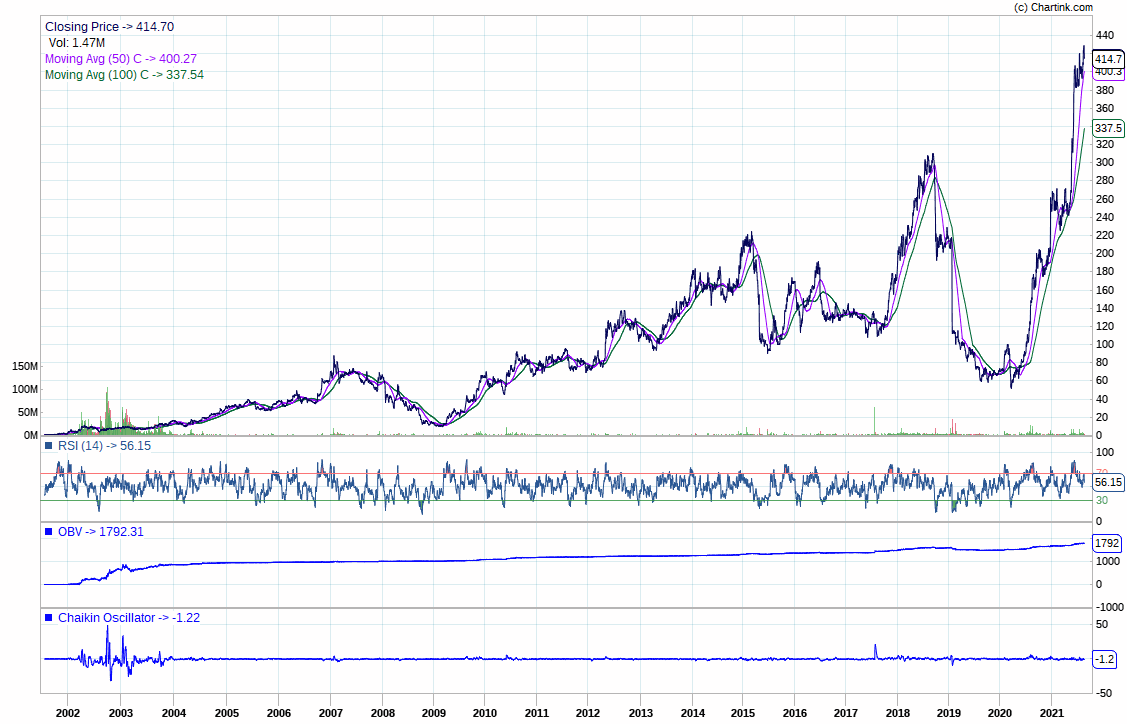 (c) Chartink.com
Closing Price -> 414.70
Vol: 1.47M
Moving Avg (50) C -> 400.27
Moving Avg (100) C -> 337.54
440
414.7
400.3
380
360
337.5
320
300
280
260
240
220
200
180
160
140
120
100
80
60
40
20
0
150M
100M
50M
0M
RSI (14) -> 56.15
100
70
56.15
30
0
OBV -> 1792.31
1792
1000
0
-1000
Chaikin Oscillator -> -1.22
50
-1.2
-50
2002 2003 2004 2005 2006 2007 2008 2009 2010 2011 2012 2013 2014 2015 2016 2017 2018 2019 2020 2021